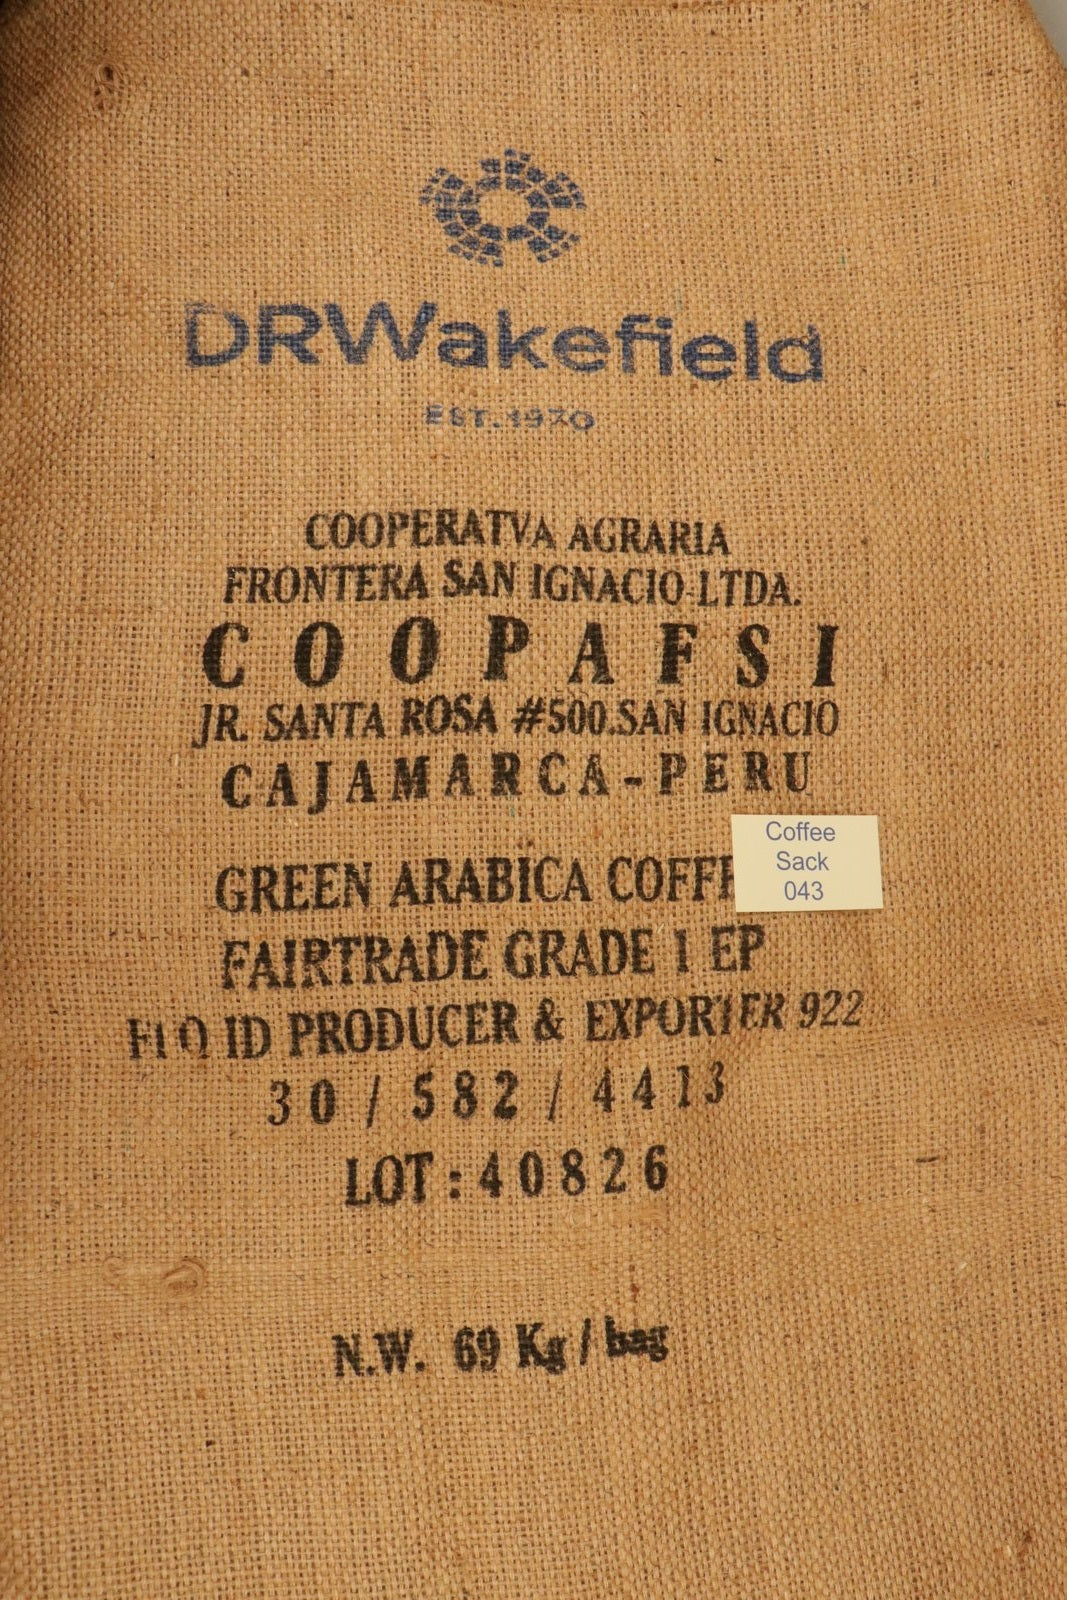 DRWakefield
EST.1970
COOPERATVA AGRARIA
FRONTERA SAN IGNACIO-LTDA.
COOPAFSI
JR. SANTA ROSA #500.SAN IGNACIO
CAJAMARCA-PERU
GREEN ARABICA COFFE
Coffee
Sack
043
FAIRTRADE GRADE 1 EP
FLO ID PRODUCER & EXPORTER 922
30 / 582 / 4413
LOT: 40826
N.W. 69 Kg / bag